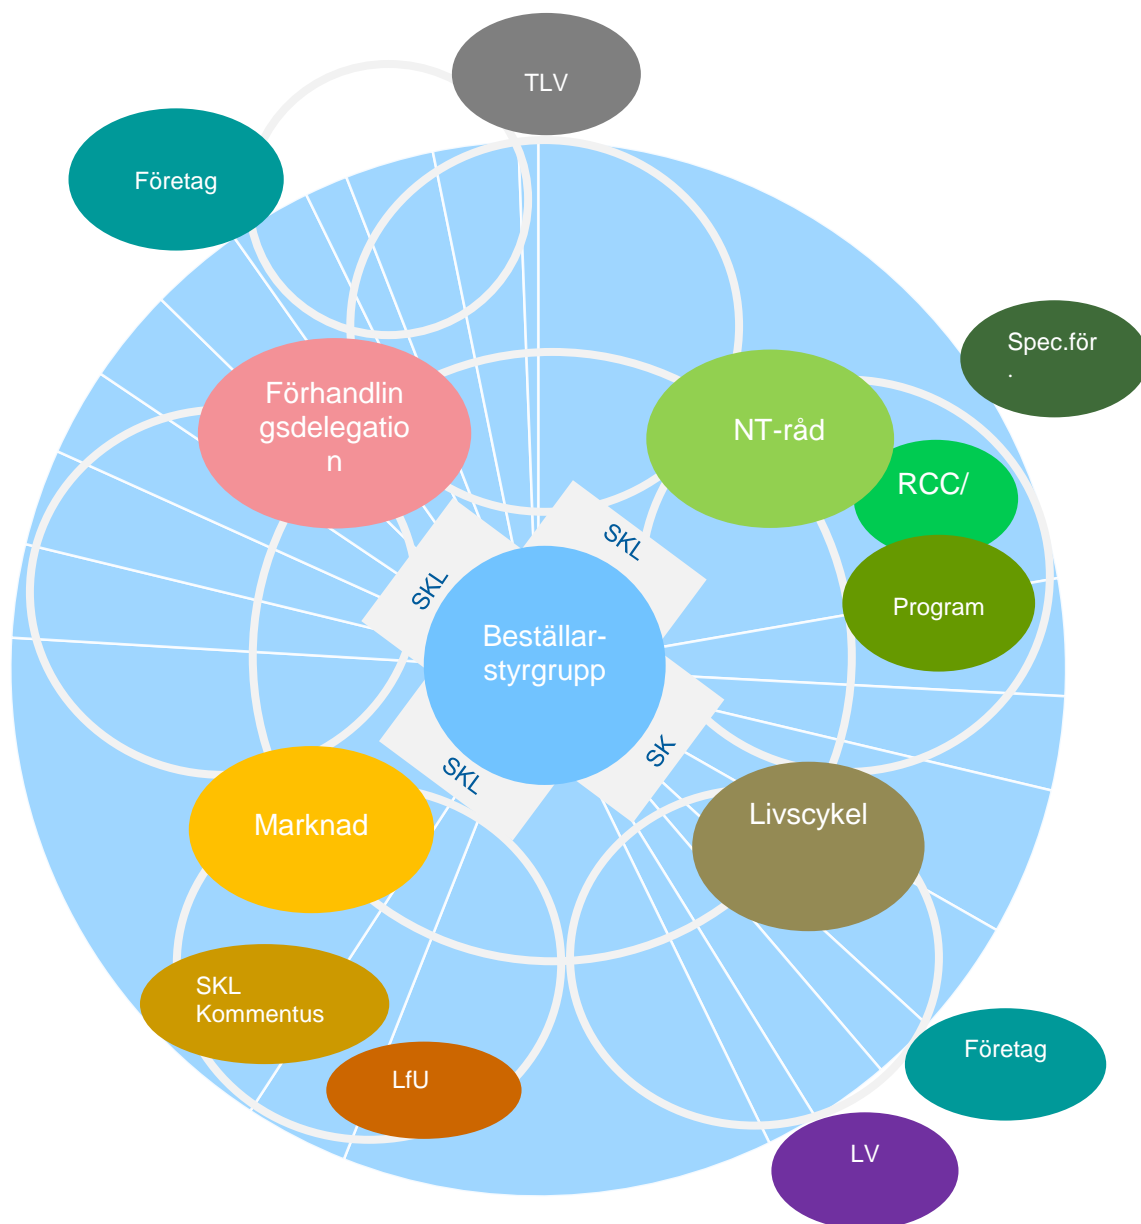 TLV
Företag
Spec.för
.
Förhandlin
gsdelegatio
n
NT-råd
RCC/
SKL
SKL
Program
Beställar-
styrgrupp
SK
SKL
Marknad
Livscykel
SKL
Kommentus
Företag
LfU
LV